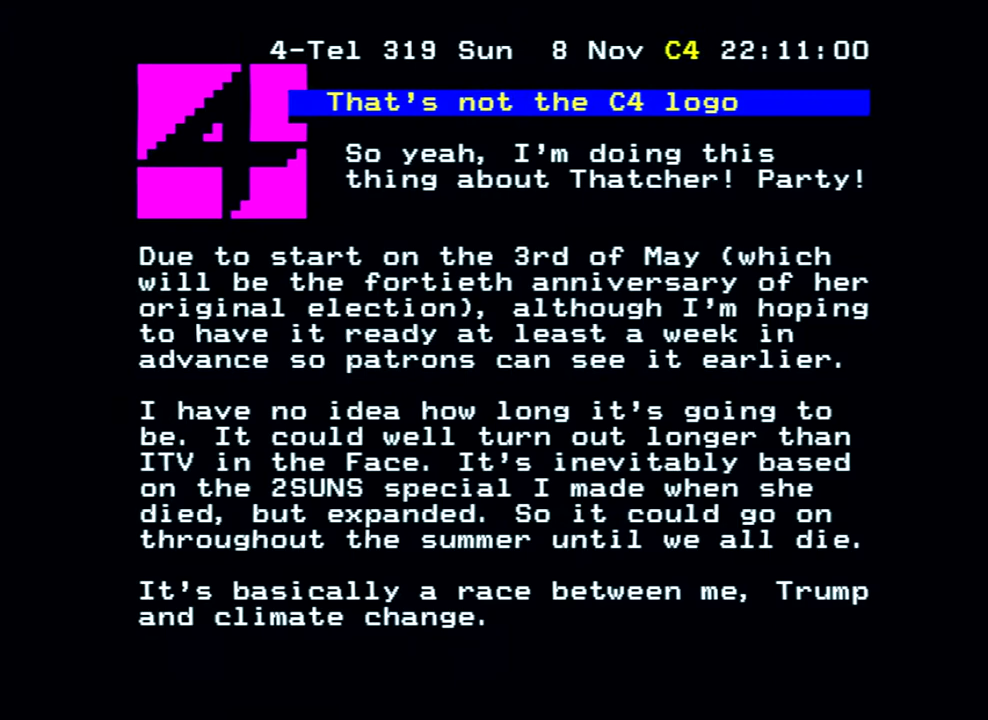 4-Tel 319 Sun 8 Nov C4 22:11:00
4
That's not the C4 logo
So yeah, I'm doing this
thing about Thatcher! Party!
Due to start on the 3rd of May (which
will be the fortieth anniversary of her
original election), although I'm hoping
to have it ready at least a week in
advance so patrons can see it earlier.
I have no idea how long it's going to
be. It could well turn out longer than
ITV in the Face. It's inevitably based
on the 2SUNS special I made when she
died, but expanded. So it could go on
throughout the summer until we all die.
It's basically a race between me, Trump
and climate change.